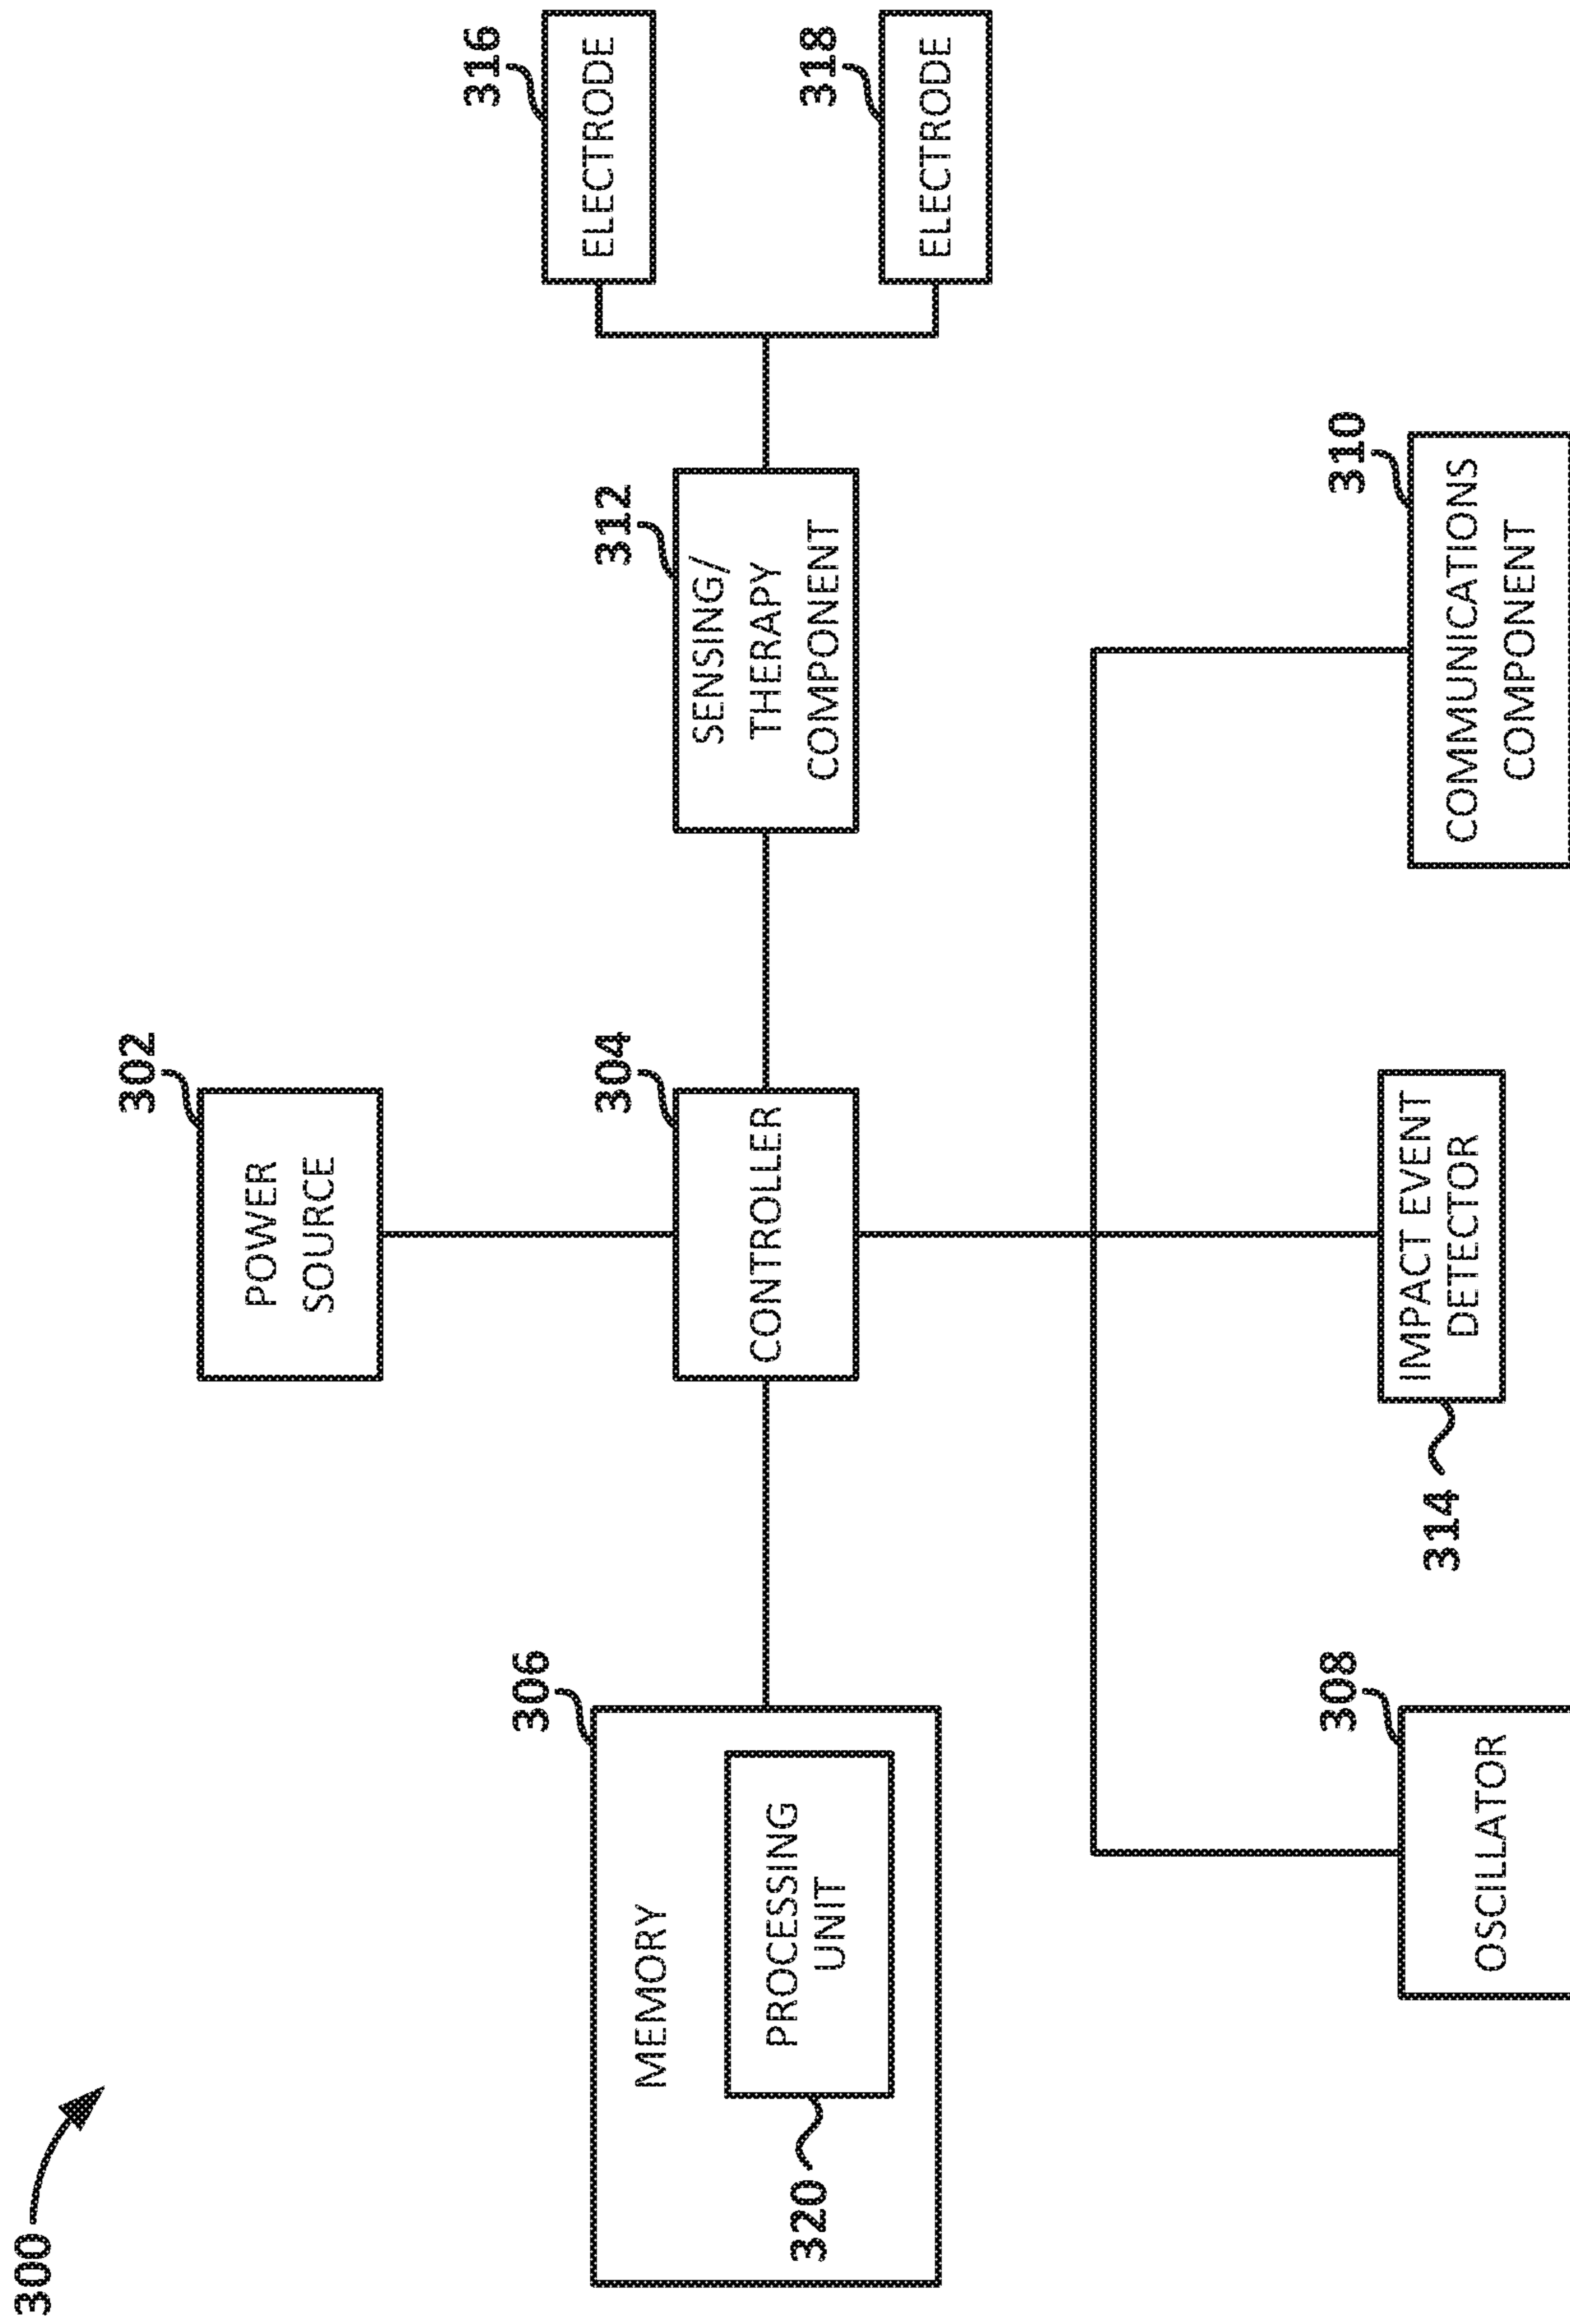 300
302
POWER
SOURCE
306
MEMORY
PROCESSING
UNIT
320
304
CONTROLLER
312
SENSING/
THERAPY
COMPONENT
316
ELECTRODE
318
ELECTRODE
308
OSCILLATOR
314
IMPACT EVENT
DETECTOR
310
COMMUNICATIONS
COMPONENT